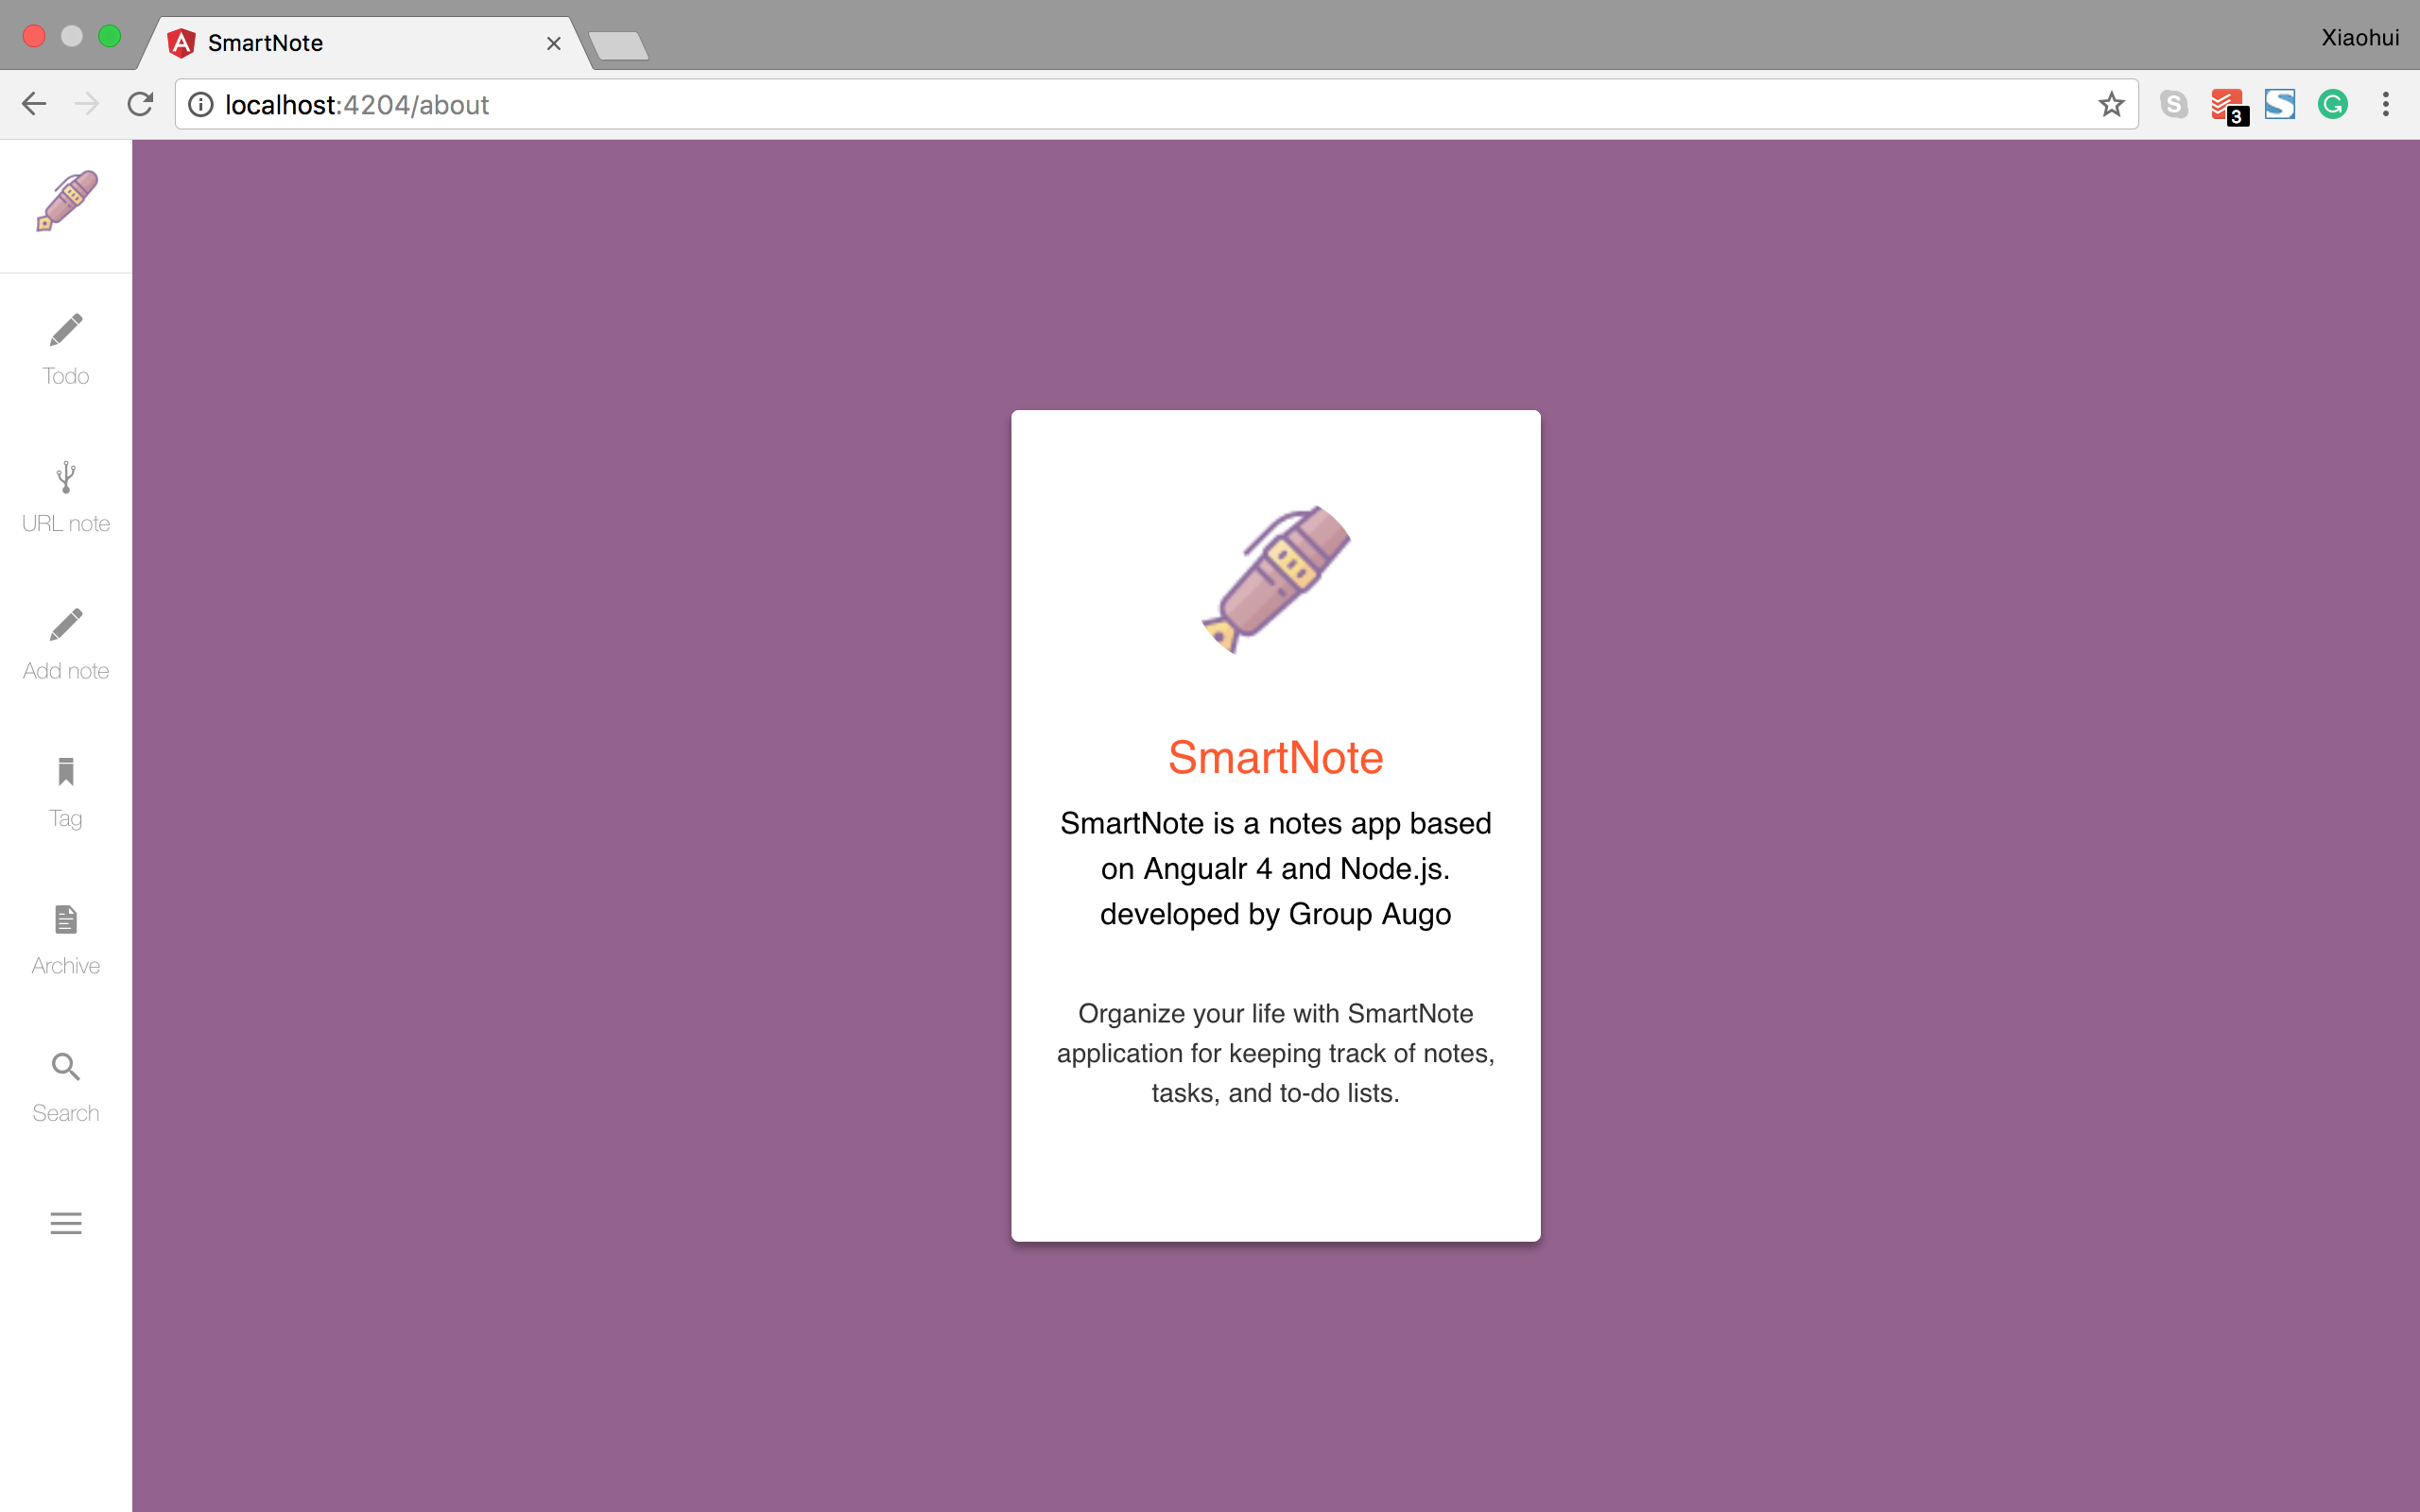 SmartNote
Xiaohui
localhost:4204/about
3
Todo
URL note
Add note
Tag
Archive
Search
SmartNote
SmartNote is a notes app based
on Angualr 4 and Node.js.
developed by Group Augo
Organize your life with SmartNote
application for keeping track of notes,
tasks, and to-do lists.